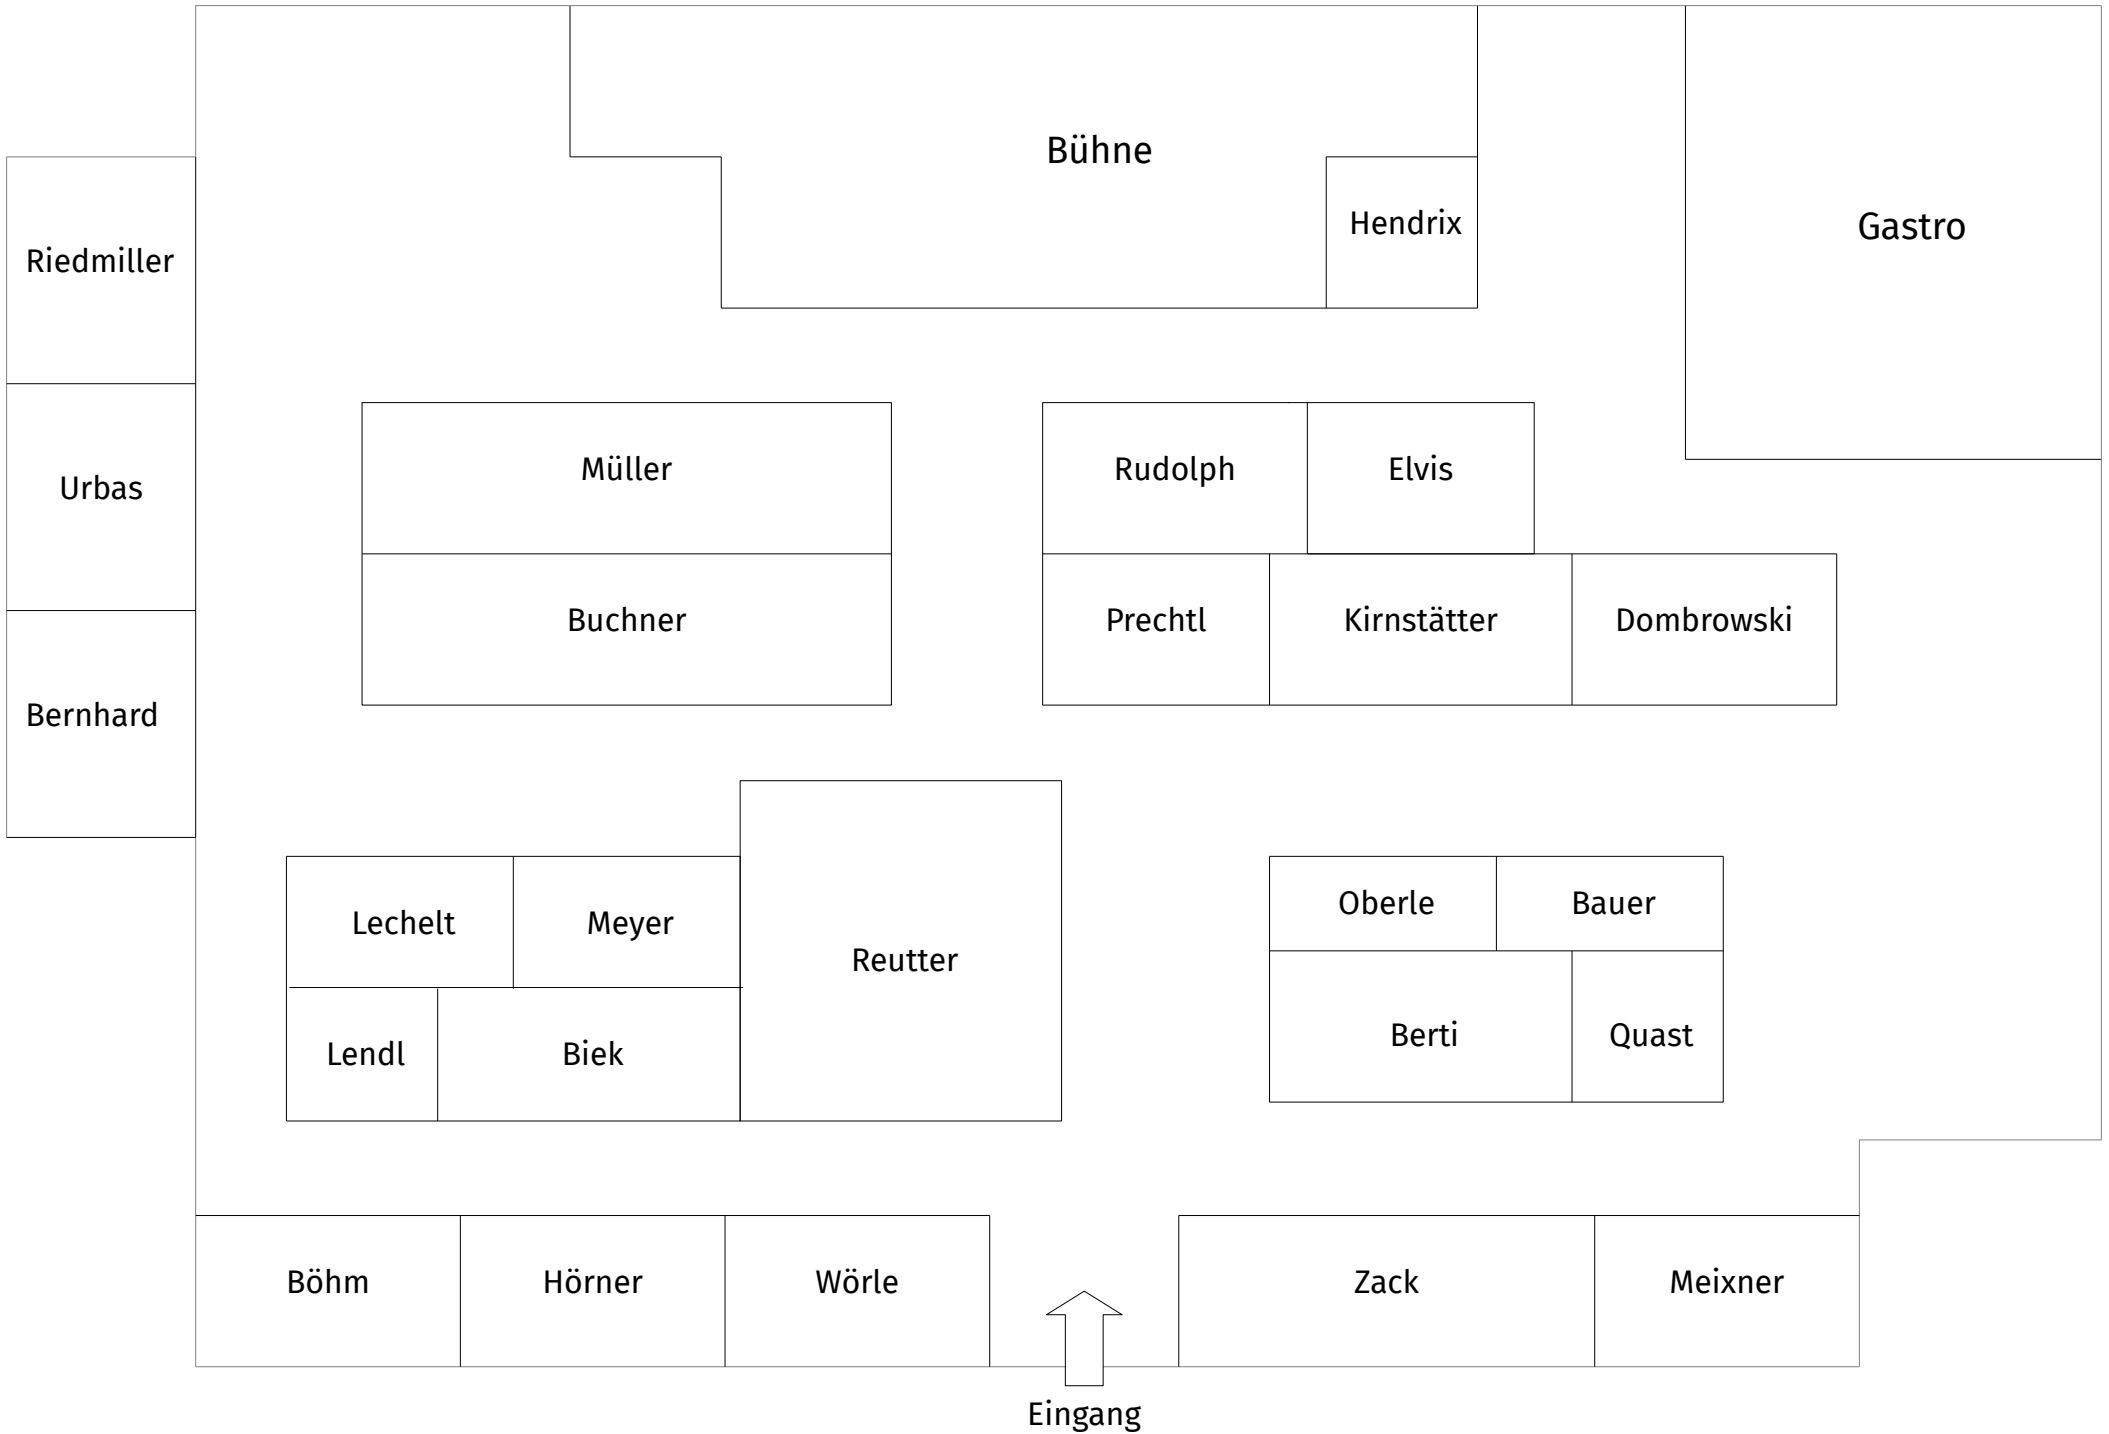 Bühne
Hendrix
Gastro
Riedmiller
Urbas
Bernhard
Müller
Buchner
Rudolph
Elvis
Prechtl
Kirnstätter
Dombrowski
Lechelt
Meyer
Reutter
Lendl
Biek
Oberle
Bauer
Berti
Quast
Böhm
Hörner
Wörle
Zack
Meixner
Eingang